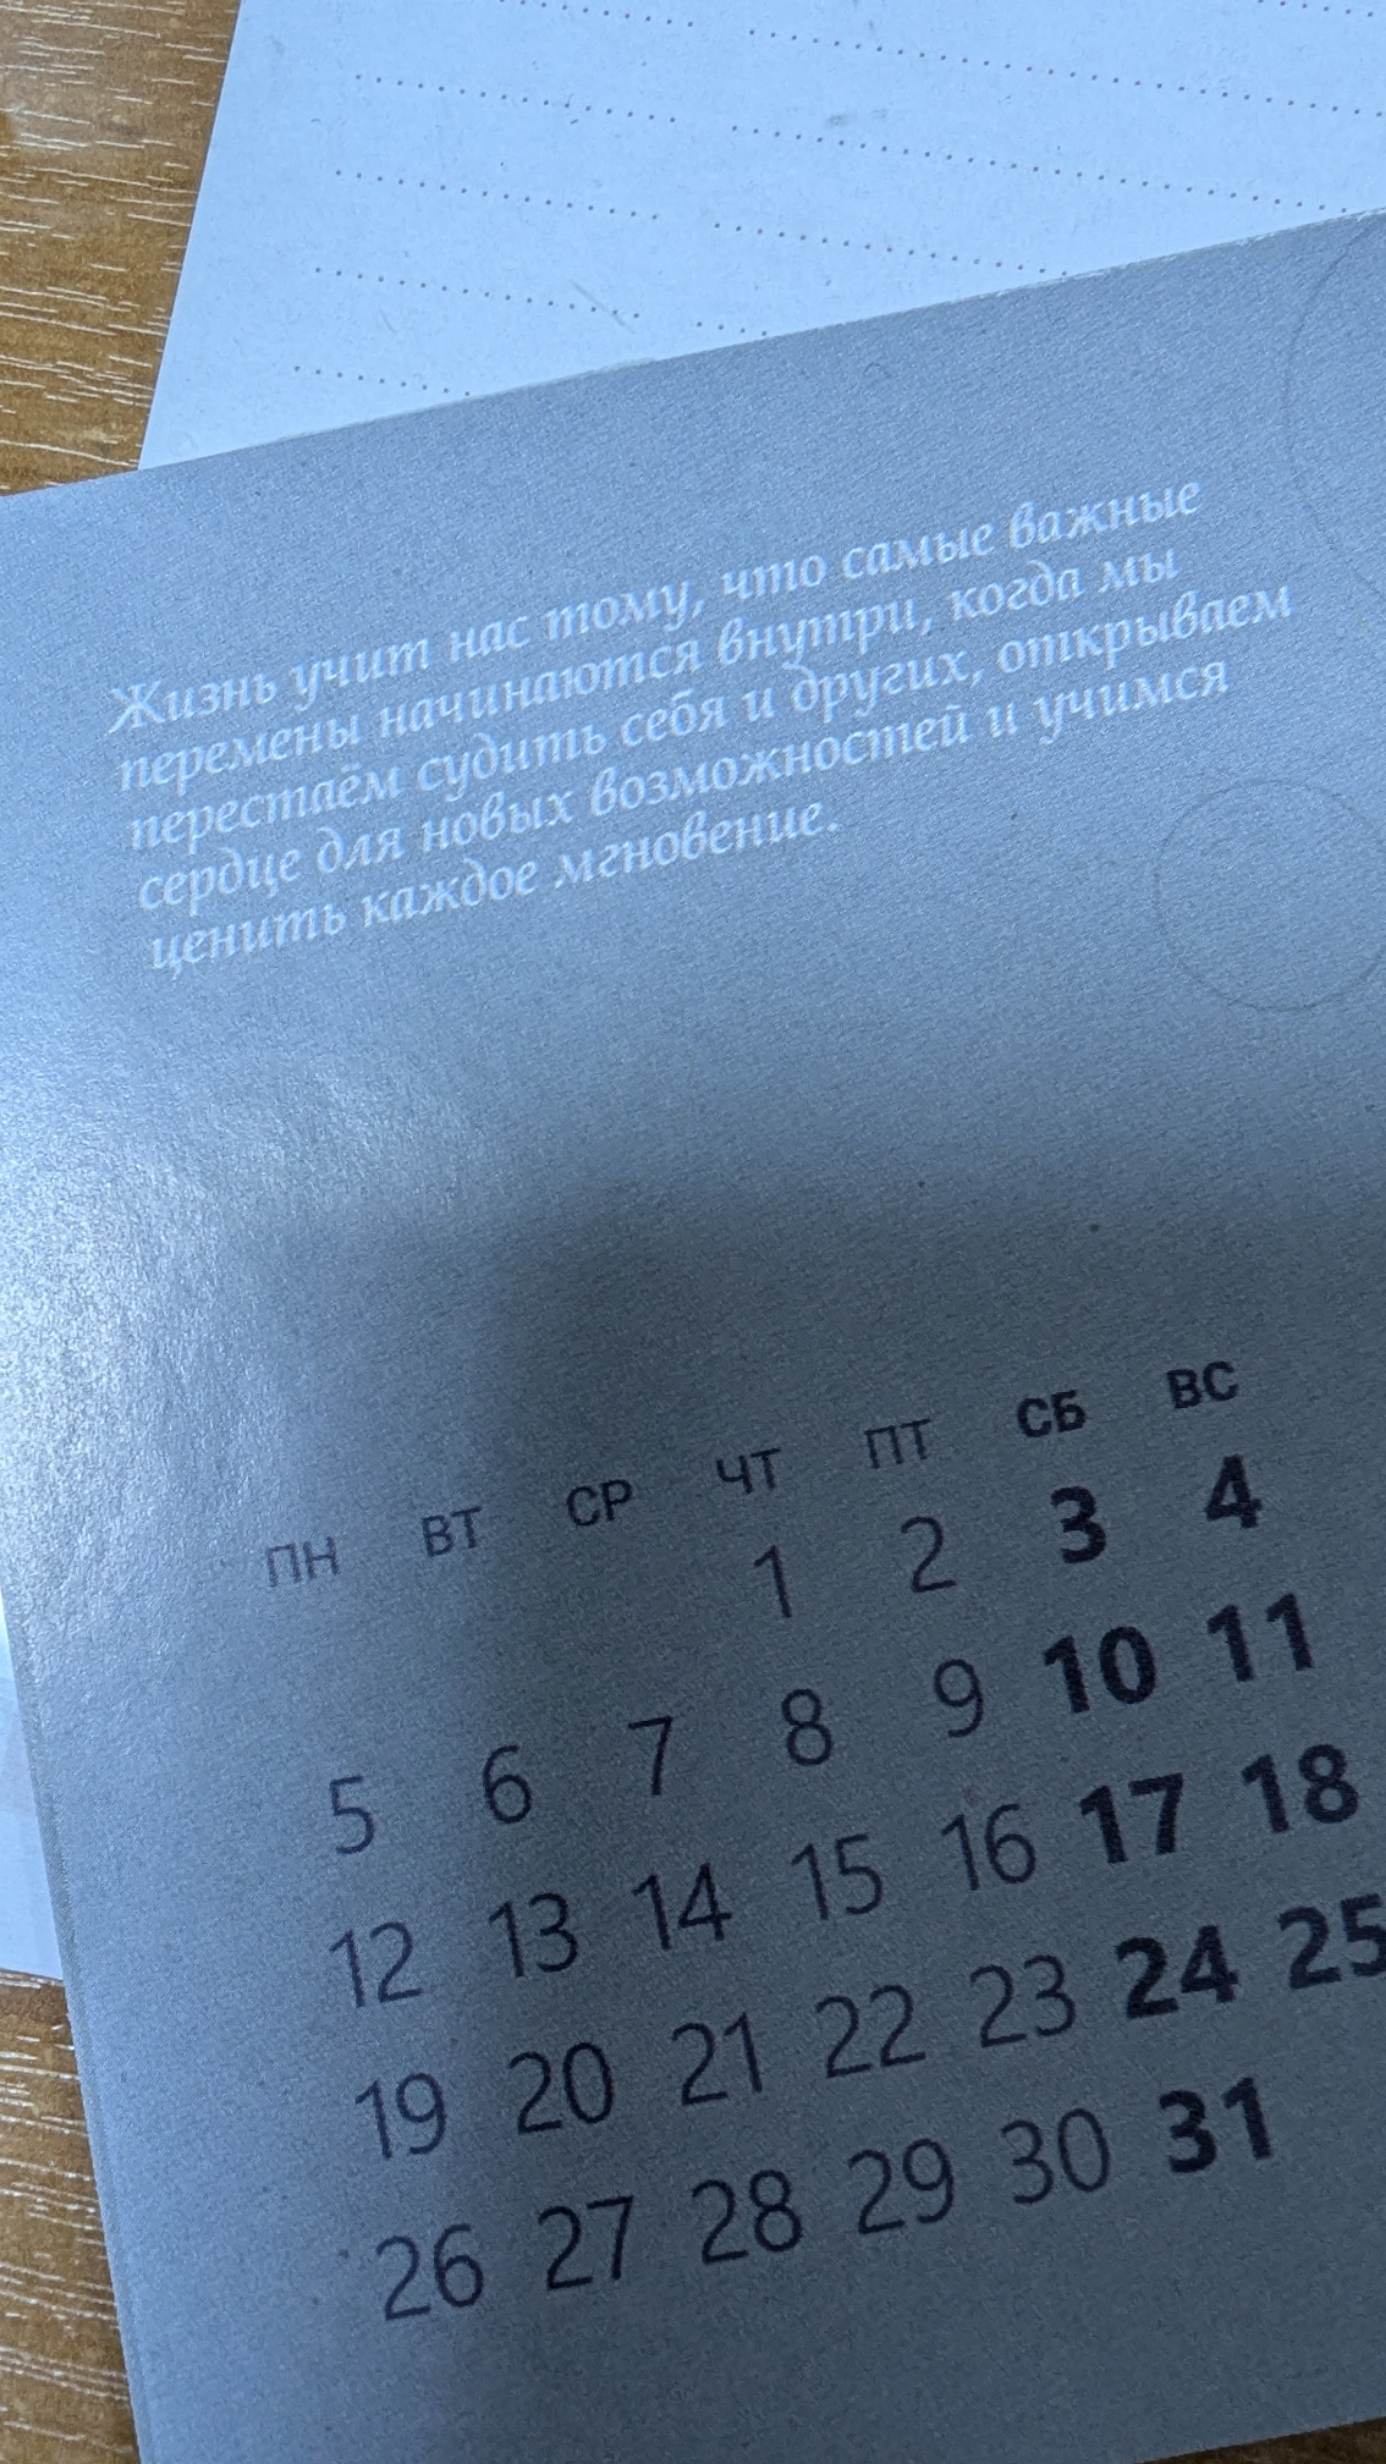 Жизнь учит нас тому, что самые важные
перемены начинаются внутри, когда мы
перестаём судить себя и других, открываем
сердце для новых возможностей и учимся
ценить каждое мгновение.
ПН ВТ СР ЧТ ПТ СБ ВС
1 2 3 4
5 6 7 8 9 10 11
12 13 14 15 16 17 18
19 20 21 22 23 24 25
26 27 28 29 30 31